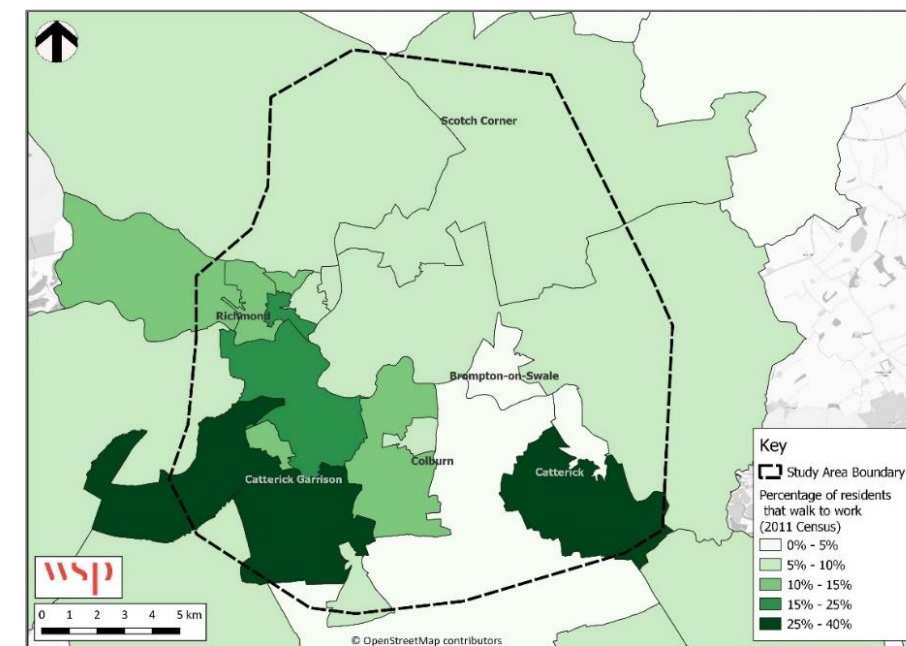 Scotch Corner
Richmond
Brompton-on-Swale
Colburn
Catterick Garrison
Catterick
Key
Study Area Boundary
Percentage of residents
that walk to work
(2011 Census)
0% - 5%
5% - 10%
10% - 15%
15% - 25%
25% - 40%
wsp
0 1 2 3 4 5 km
© OpenStreetMap contributors